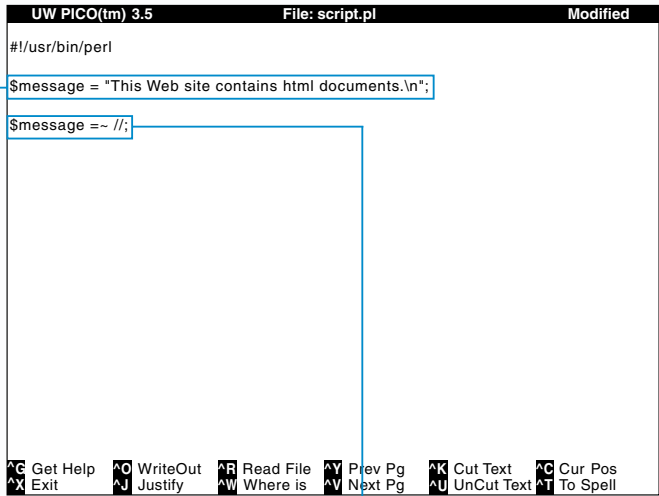 UW PICO(tm) 3.5 File: script.pl Modified
#!/usr/bin/perl
$message = "This Web site contains html documents.\n";
$message =~ //;
^G Get Help ^O WriteOut ^R Read File ^Y Prev Pg ^K Cut Text ^C Cur Pos
^X Exit ^J Justify ^W Where is ^V Next Pg ^U UnCut Text ^T To Spell